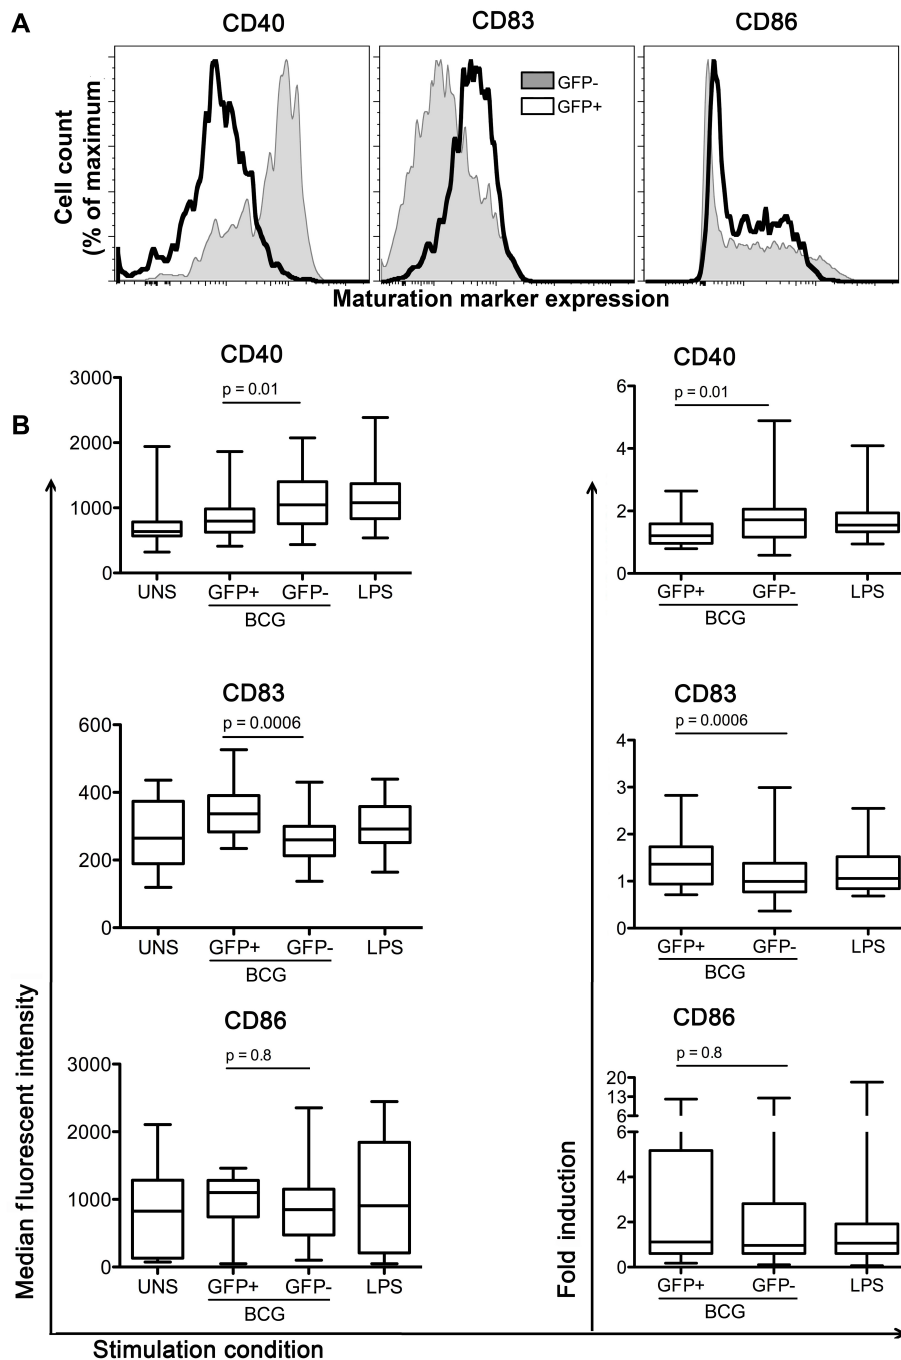 A
CD40
CD83
CD86
GFP-
GFP+
Cell count
(% of maximum)
Maturation marker expression
B
CD40
3000
2000
1000
0
p = 0.01
UNS
GFP+
GFP-
LPS
BCG
CD40
6
4
2
0
p = 0.01
GFP+
GFP-
LPS
BCG
CD83
600
400
200
0
p = 0.0006
UNS
GFP+
GFP-
LPS
BCG
CD83
4
3
2
1
0
p = 0.0006
GFP+
GFP-
LPS
BCG
CD86
3000
2000
1000
0
p = 0.8
UNS
GFP+
GFP-
LPS
BCG
CD86
20
13
6
6
4
2
0
p = 0.8
GFP+
GFP-
LPS
BCG
Median fluorescent intensity
Fold induction
Stimulation condition